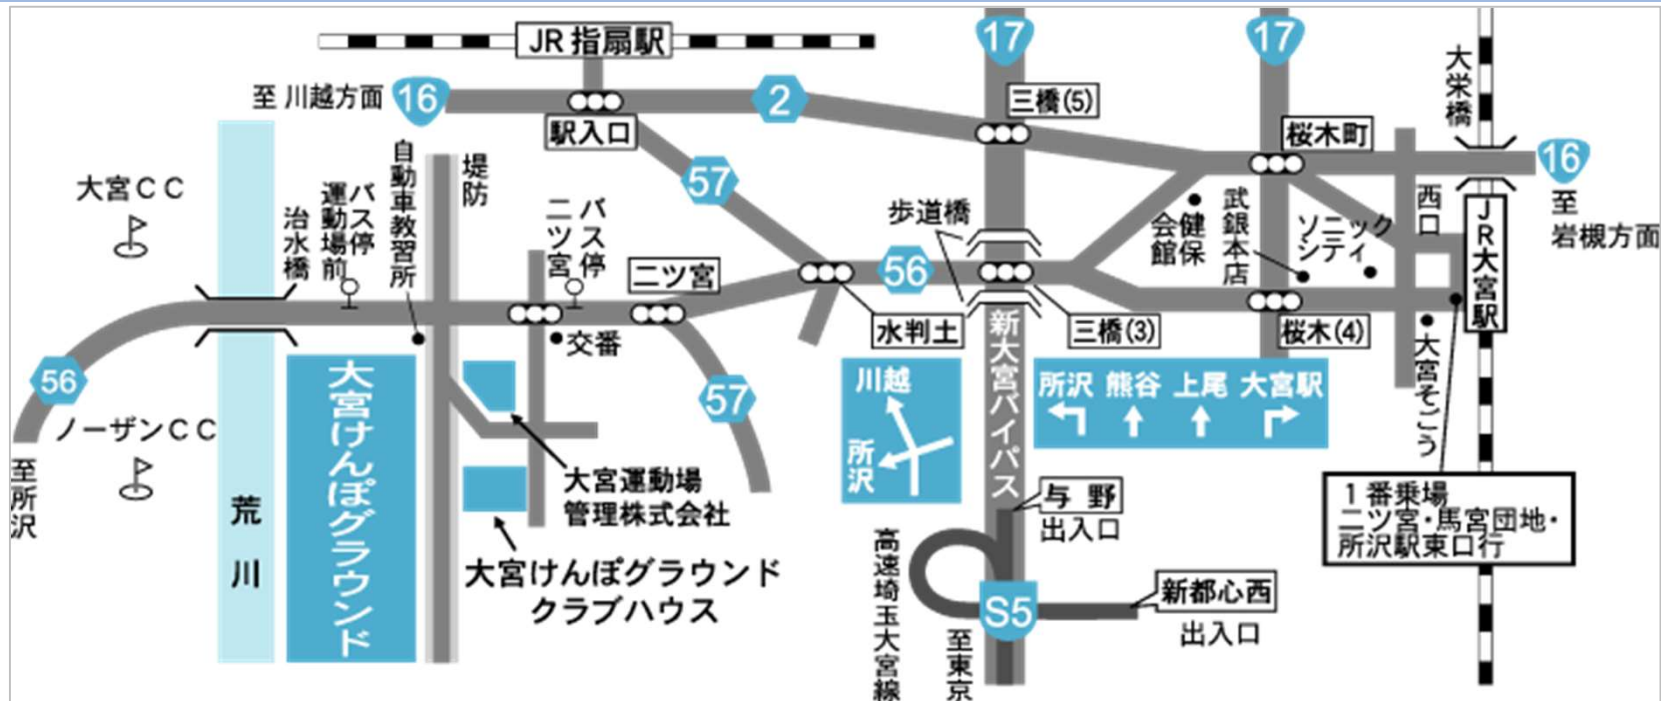 JR 指扇駅
17
17
大栄橋
至 川越方面
16
2
三橋(5)
駅入口
桜木町
16
至
岩槻方面
自動車教習所
堤防
57
大宮ＣＣ
治水橋
バス停
運動場前
バス停
二ツ宮
歩道橋
健保
会館
武銀本店
ソニック
シティ
西口
JR大宮駅
二ツ宮
56
水判土
三橋(3)
桜木(4)
交番
新大宮バイパス
大宮そごう
56
ノーザンＣＣ
至所沢
荒川
大宮けんぽグラウンド
57
川越
所沢
所沢 熊谷 上尾 大宮駅
大宮運動場
管理株式会社
大宮けんぽグラウンド
クラブハウス
与 野
出入口
１番乗場
二ツ宮・馬宮団地・
所沢駅東口行
高速埼玉大宮線
S5
至東京
新都心西
出入口